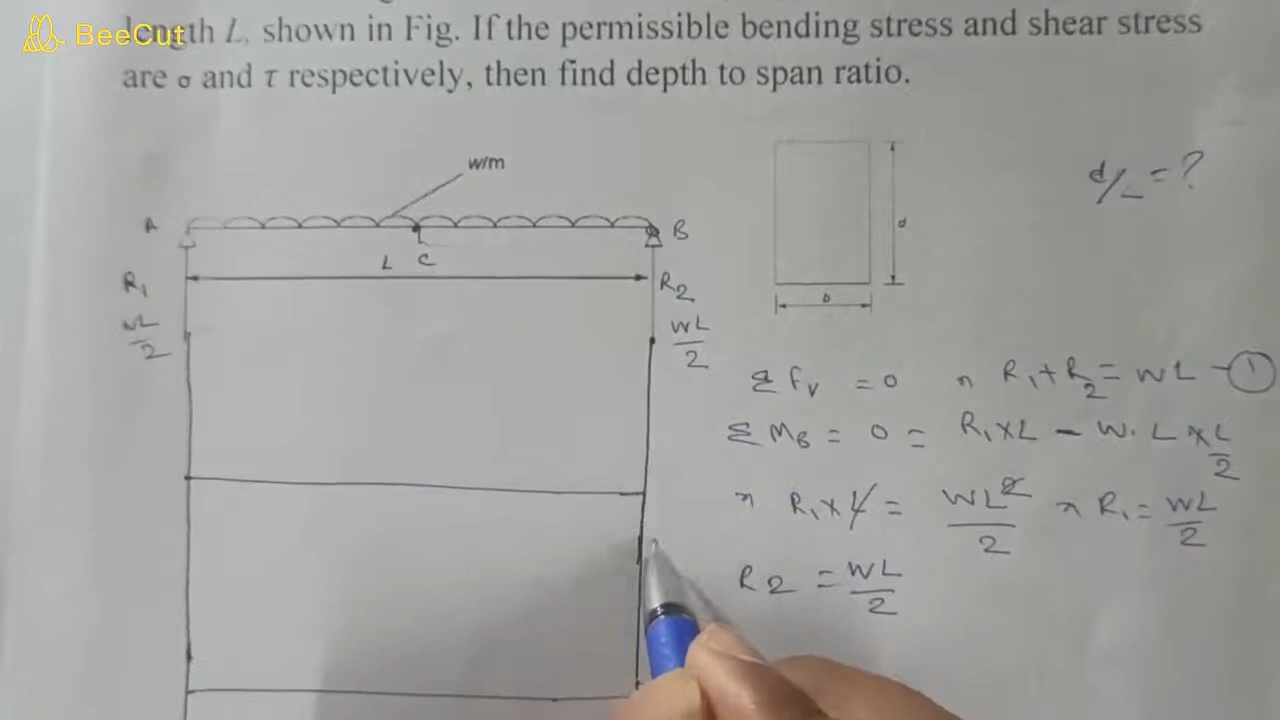 BeeCut
length L, shown in Fig. If the permissible bending stress and shear stress
are σ and τ respectively, then find depth to span ratio.
w/m
d/L = ?
A
B
d
L
C
R1
R2
b
WL/2
WL/2
Σ Fv = 0 R1 + R2 = WL - ①
Σ MB = 0 = R1 × L - W. L × L/2
R1 × L = WL²/2 R1 = WL/2
R2 = WL/2